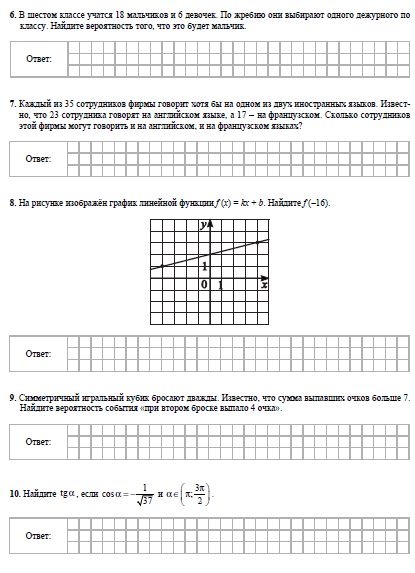 6. В шестом классе учатся 18 мальчиков и 6 девочек. По жребию они выбирают одного дежурного по
классу. Найдите вероятность того, что это будет мальчик.
Ответ:
7. Каждый из 35 сотрудников фирмы говорит хотя бы на одном из двух иностранных языков. Извест-
но, что 23 сотрудника говорят на английском языке, а 17 – на французском. Сколько сотрудников
этой фирмы могут говорить и на английском, и на французском языках?
Ответ:
8. На рисунке изображён график линейной функции f (x) = kx + b. Найдите f (–16).
y
1
0 1 x
Ответ:
9. Симметричный игральный кубик бросают дважды. Известно, что сумма выпавших очков больше 7.
Найдите вероятность события «при втором броске выпало 4 очка».
Ответ:
10. Найдите tg α, если cos α = –1/√37 и α ∈ (π; 3π/2).
Ответ: